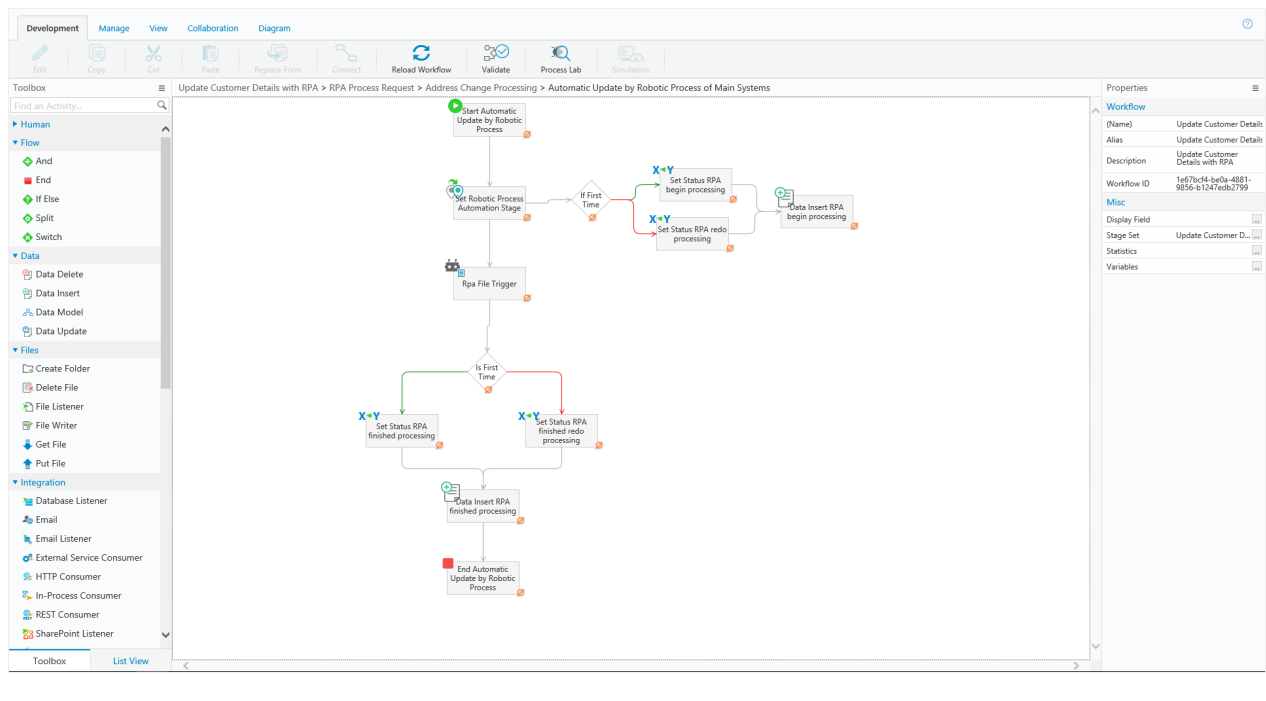 Development Manage View Collaboration Diagram
Edit Copy Cut Paste Replace Form Connect Reload Workflow Validate Process Lab Simulation
Toolbox
Update Customer Details with RPA > RPA Process Request > Address Change Processing > Automatic Update by Robotic Process of Main Systems
Properties
Find an Activity...
Human
Flow
And
End
If Else
Split
Switch
Data
Data Delete
Data Insert
Data Model
Data Update
Files
Create Folder
Delete File
File Listener
File Writer
Get File
Put File
Integration
Database Listener
Email
Email Listener
External Service Consumer
HTTP Consumer
In-Process Consumer
REST Consumer
SharePoint Listener
Toolbox List View
Start Automatic
Update by Robotic
Process
Set Robotic Process
Automation Stage
If First
Time
X Y
Set Status RPA
begin processing
X Y
Set Status RPA redo
processing
Data Insert RPA
begin processing
Rpa File Trigger
Is First
Time
X Y
Set Status RPA
finished processing
X Y
Set Status RPA
finished redo
processing
Data Insert RPA
finished processing
End Automatic
Update by Robotic
Process
Workflow
(Name) Update Customer Details
Alias Update Customer Details
Description Update Customer
Details with RPA
Workflow ID 1e67bcf4-be0a-4881-
9856-b1247edb2799
Misc
Display Field ...
Stage Set Update Customer D... ...
Statistics ...
Variables ...